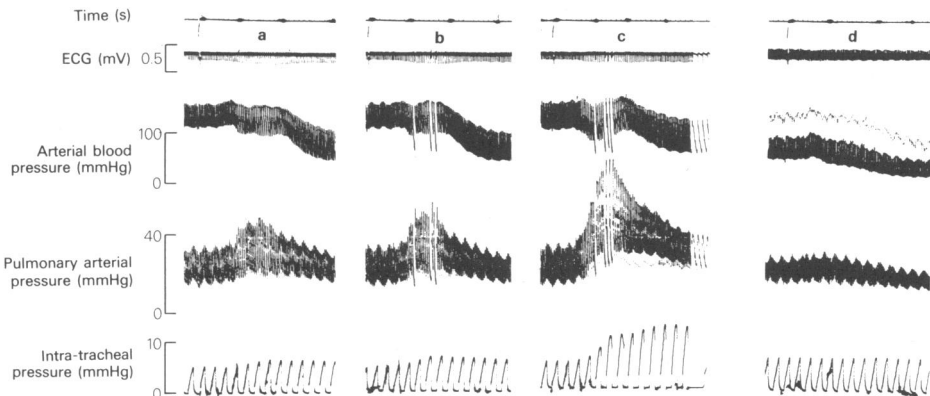 Time (s)
a b c d
ECG (mV) 0.5
100
Arterial blood
pressure (mmHg)
0
40
Pulmonary arterial
pressure (mmHg)
0
10
Intra-tracheal
pressure (mmHg)
0